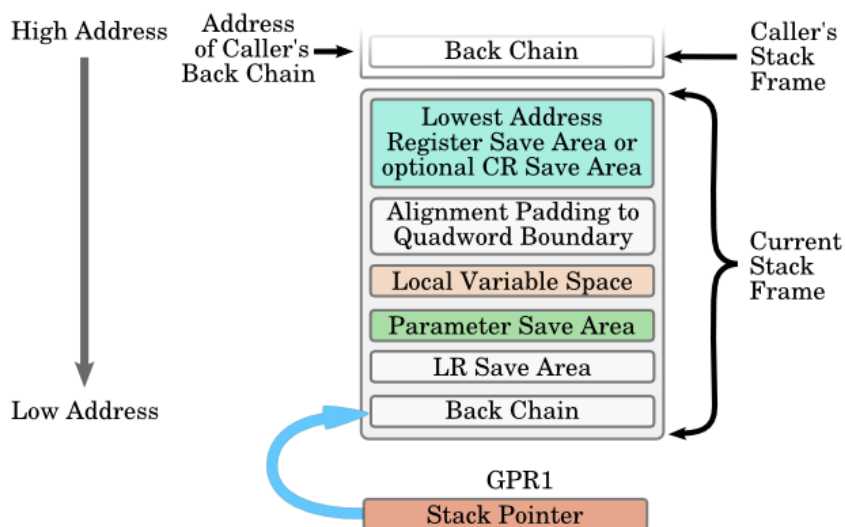 High Address
Address
of Caller's
Back Chain
Back Chain
Caller's
Stack
Frame
Lowest Address
Register Save Area or
optional CR Save Area
Alignment Padding to
Quadword Boundary
Local Variable Space
Current
Stack
Frame
Parameter Save Area
LR Save Area
Low Address
Back Chain
GPR1
Stack Pointer